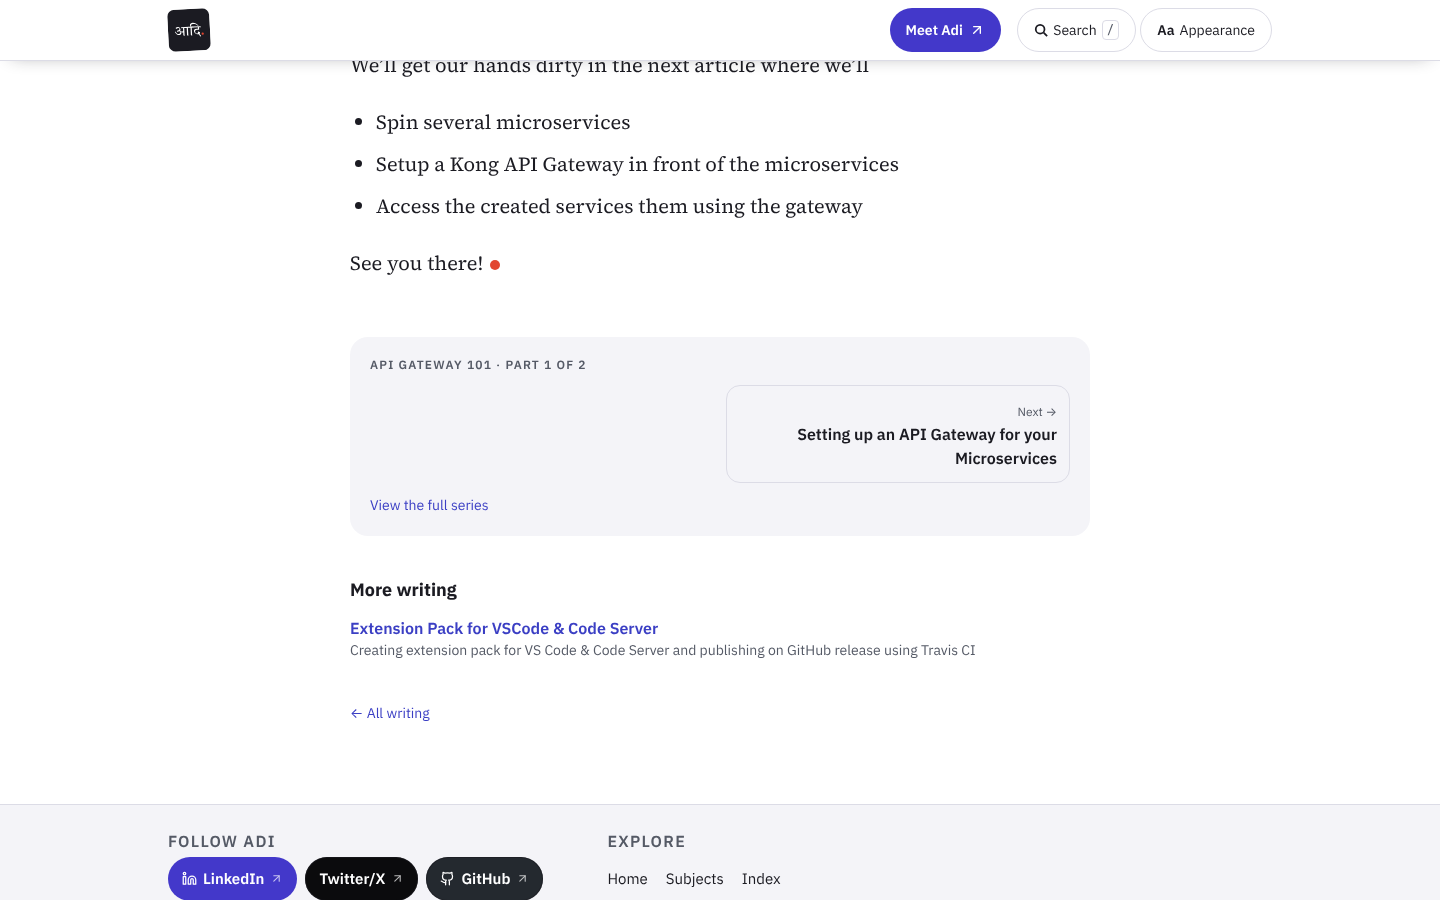 आदि.
Meet Adi ↗
Search /
Aa Appearance
We'll get our hands dirty in the next article where we'll
• Spin several microservices
• Setup a Kong API Gateway in front of the microservices
• Access the created services them using the gateway
See you there!
API GATEWAY 101 · PART 1 OF 2
Next →
Setting up an API Gateway for your
Microservices
View the full series
More writing
Extension Pack for VSCode & Code Server
Creating extension pack for VS Code & Code Server and publishing on GitHub release using Travis CI
← All writing
FOLLOW ADI
LinkedIn ↗
Twitter/X ↗
GitHub ↗
EXPLORE
Home
Subjects
Index